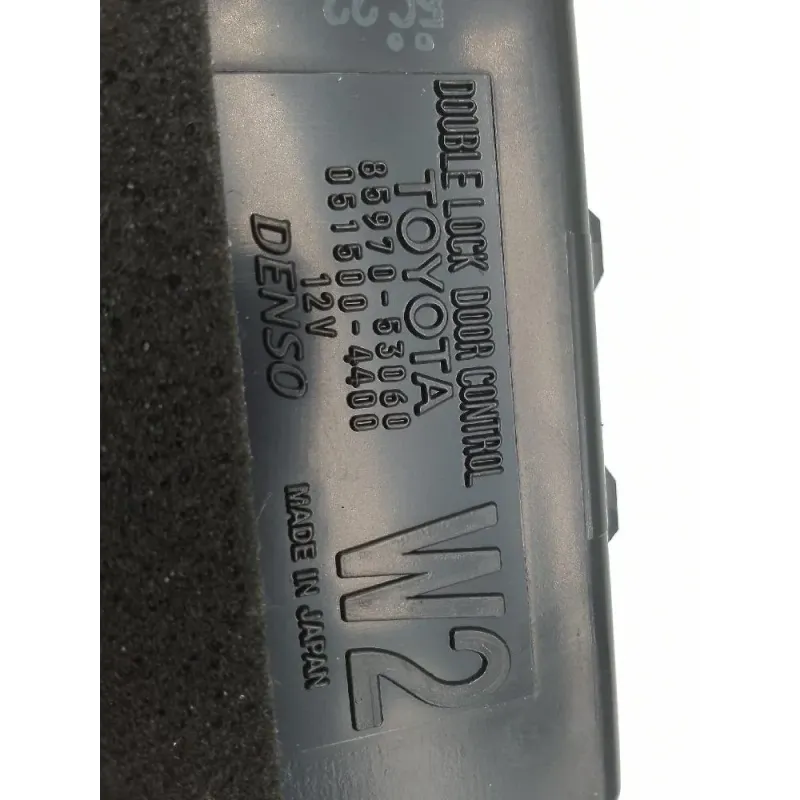 DOUBLE LOCK DOOR CONTROL
TOYOTA
85970-53060
051500-4400
12V
DENSO
W2
MADE IN JAPAN